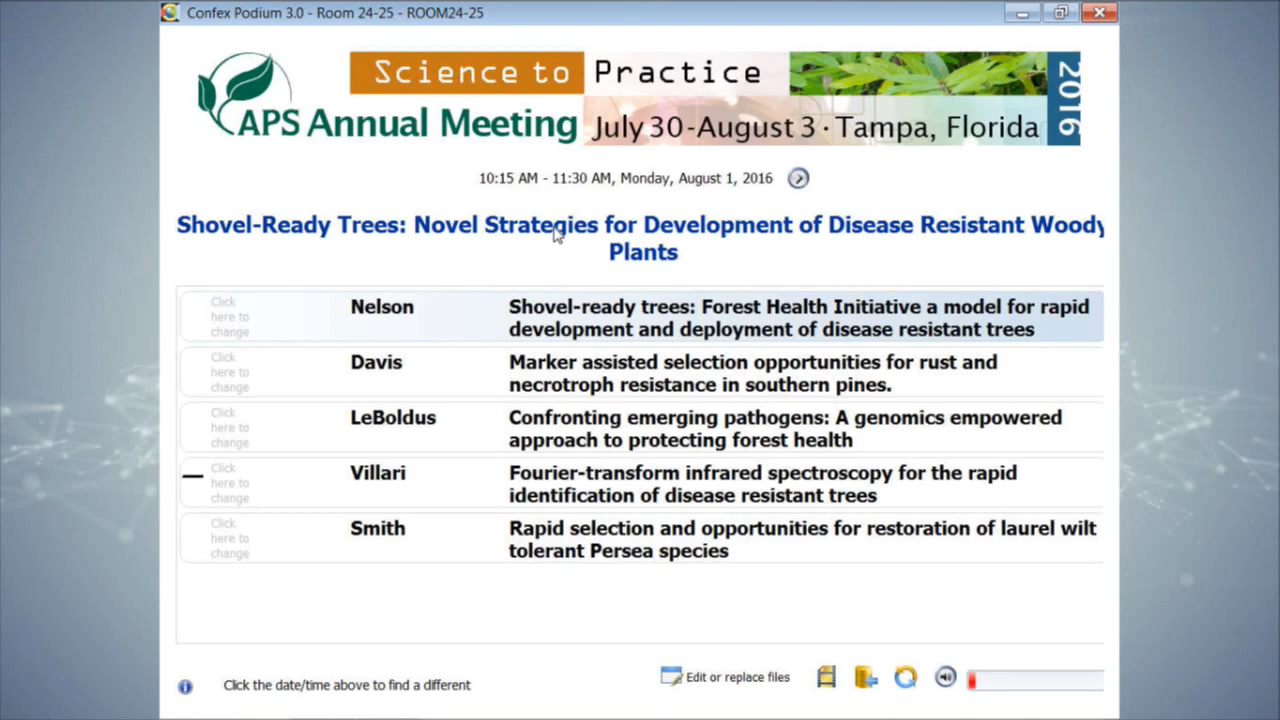 Confex Podium 3.0 - Room 24-25 - ROOM24-25
Science to Practice
2016
APS Annual Meeting
July 30-August 3 · Tampa, Florida
10:15 AM - 11:30 AM, Monday, August 1, 2016
Shovel-Ready Trees: Novel Strategies for Development of Disease Resistant Woody
Plants
Click
here to
change
Nelson
Shovel-ready trees: Forest Health Initiative a model for rapid
development and deployment of disease resistant trees
Click
here to
change
Davis
Marker assisted selection opportunities for rust and
necrotroph resistance in southern pines.
Click
here to
change
LeBoldus
Confronting emerging pathogens: A genomics empowered
approach to protecting forest health
Click
here to
change
Villari
Fourier-transform infrared spectroscopy for the rapid
identification of disease resistant trees
Click
here to
change
Smith
Rapid selection and opportunities for restoration of laurel wilt
tolerant Persea species
Click the date/time above to find a different
Edit or replace files